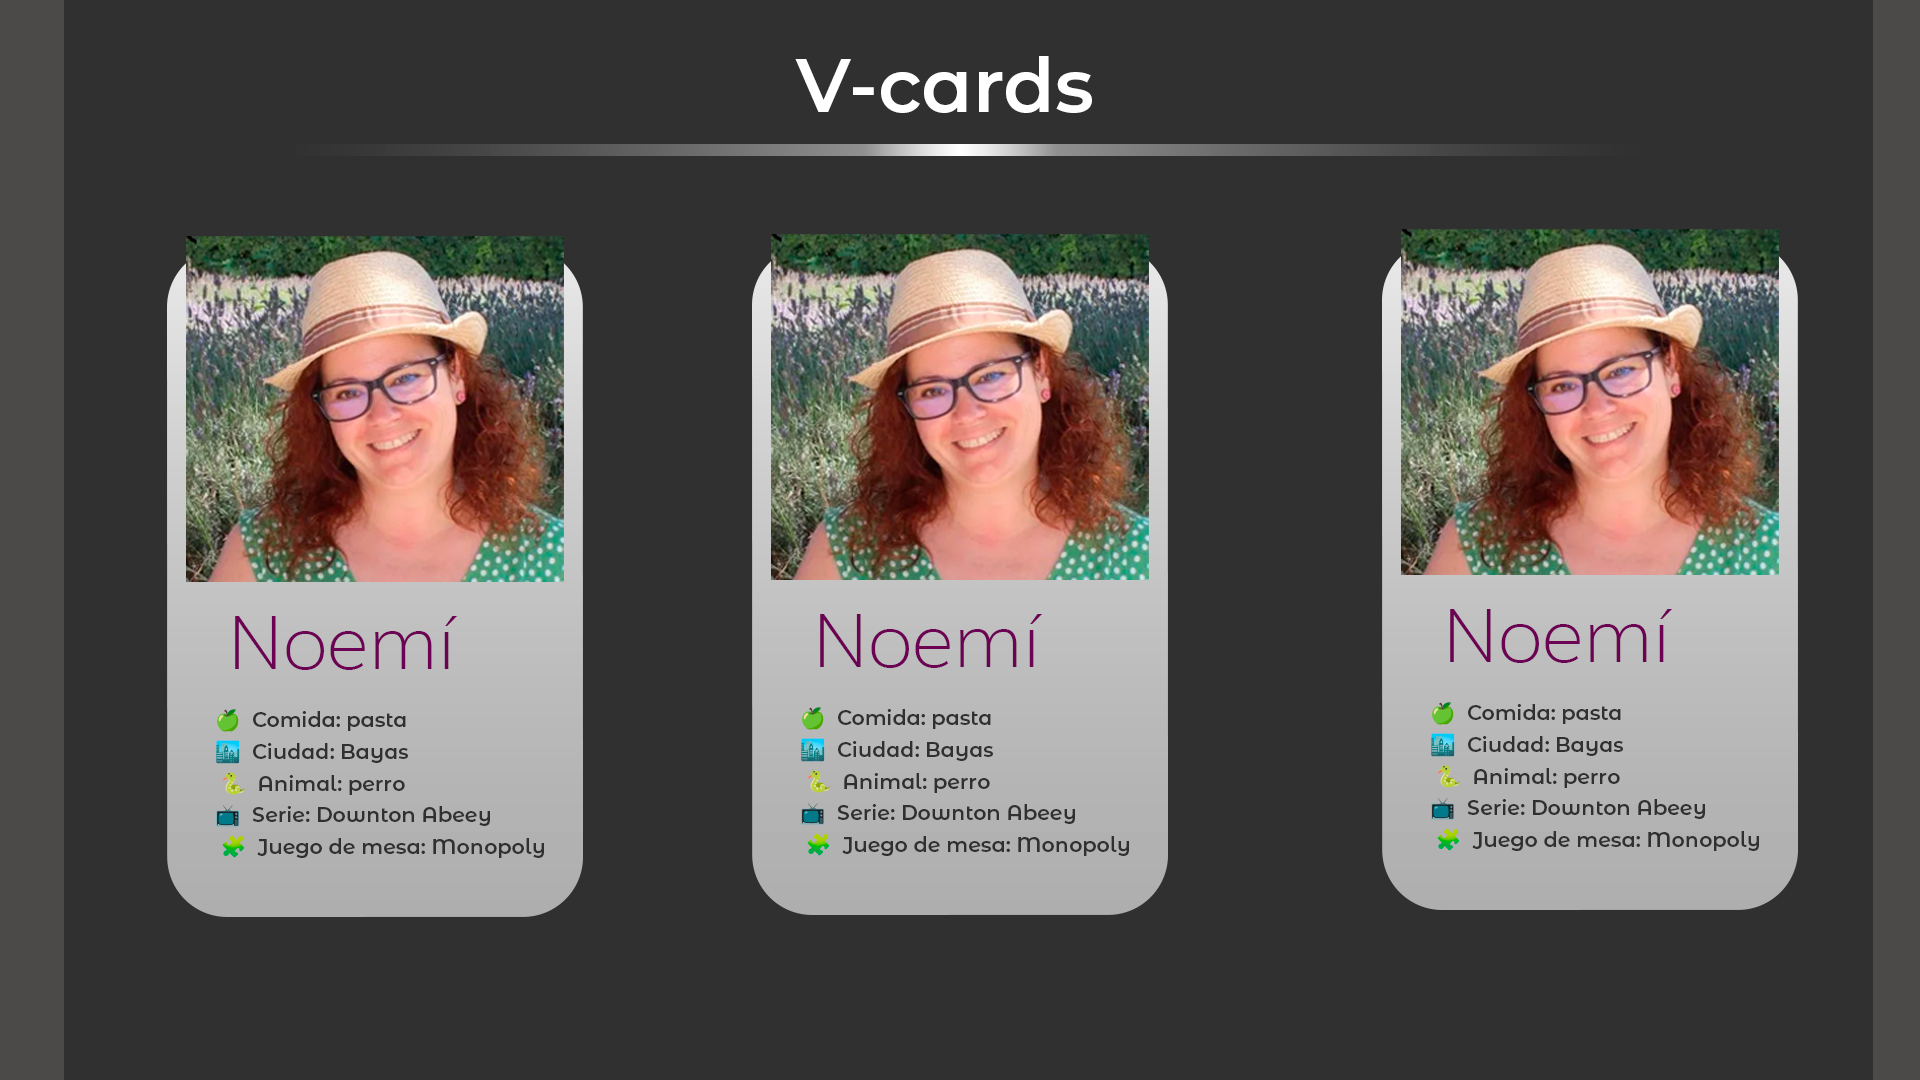 V-cards
Noemí
🍏 Comida: pasta
🏙️ Ciudad: Bayas
🐍 Animal: perro
📺 Serie: Downton Abeey
🧩 Juego de mesa: Monopoly
Noemí
🍏 Comida: pasta
🏙️ Ciudad: Bayas
🐍 Animal: perro
📺 Serie: Downton Abeey
🧩 Juego de mesa: Monopoly
Noemí
🍏 Comida: pasta
🏙️ Ciudad: Bayas
🐍 Animal: perro
📺 Serie: Downton Abeey
🧩 Juego de mesa: Monopoly